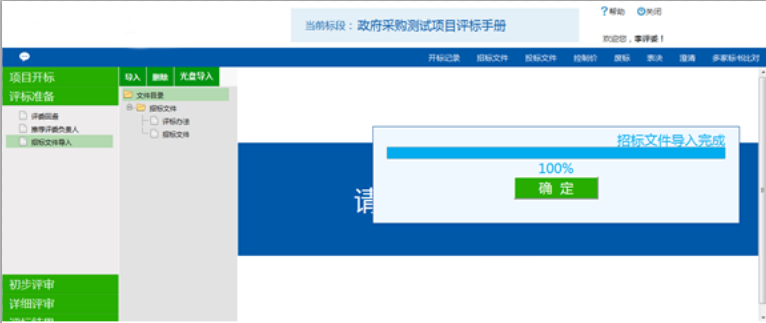 当前标段：政府采购测试项目评标手册
?帮助 关闭
欢迎您，李评委！
开标记录 招标文件 投标文件 控制价 废标 表决 澄清 多家标书比对
项目开标
评标准备
评委回避
推荐评委负责人
招标文件导入
初步评审
详细评审
评标结果
导入 删除 光盘导入
文件目录
招标文件
评标办法
招标文件
招标文件导入完成
100%
确 定
请